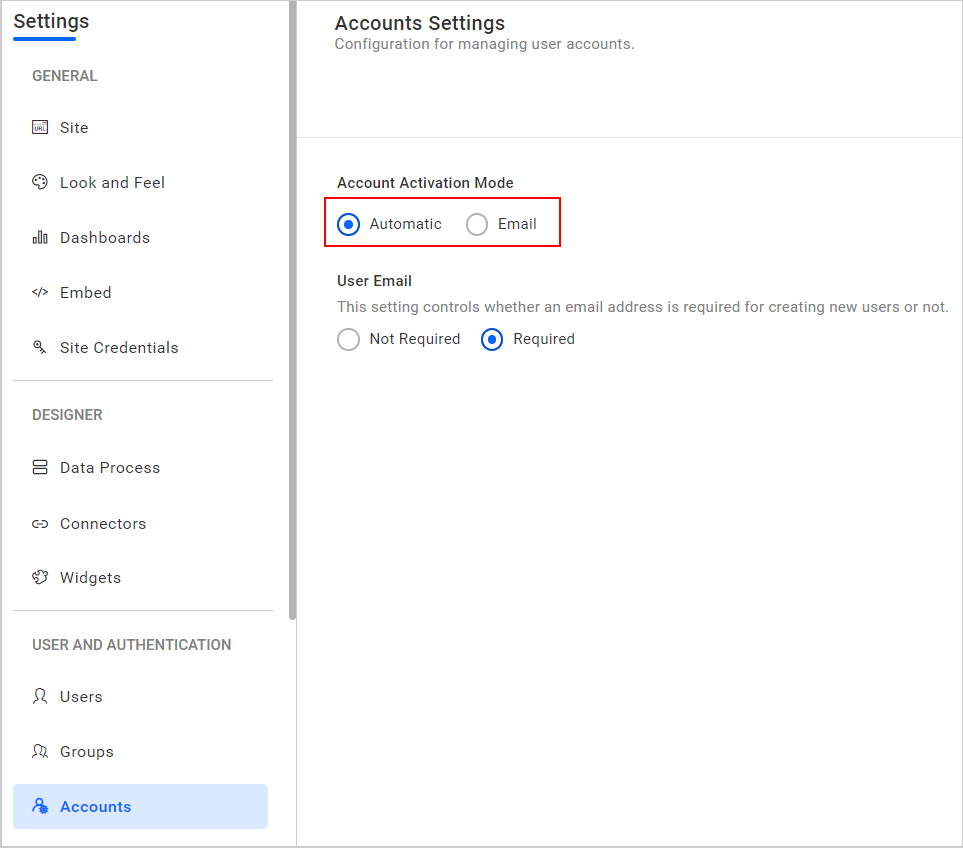 Settings
GENERAL
URL
Site
Look and Feel
Dashboards
Embed
Site Credentials
DESIGNER
Data Process
Connectors
Widgets
USER AND AUTHENTICATION
Users
Groups
Accounts
Accounts Settings
Configuration for managing user accounts.
Account Activation Mode
Automatic Email
User Email
This setting controls whether an email address is required for creating new users or not.
Not Required Required